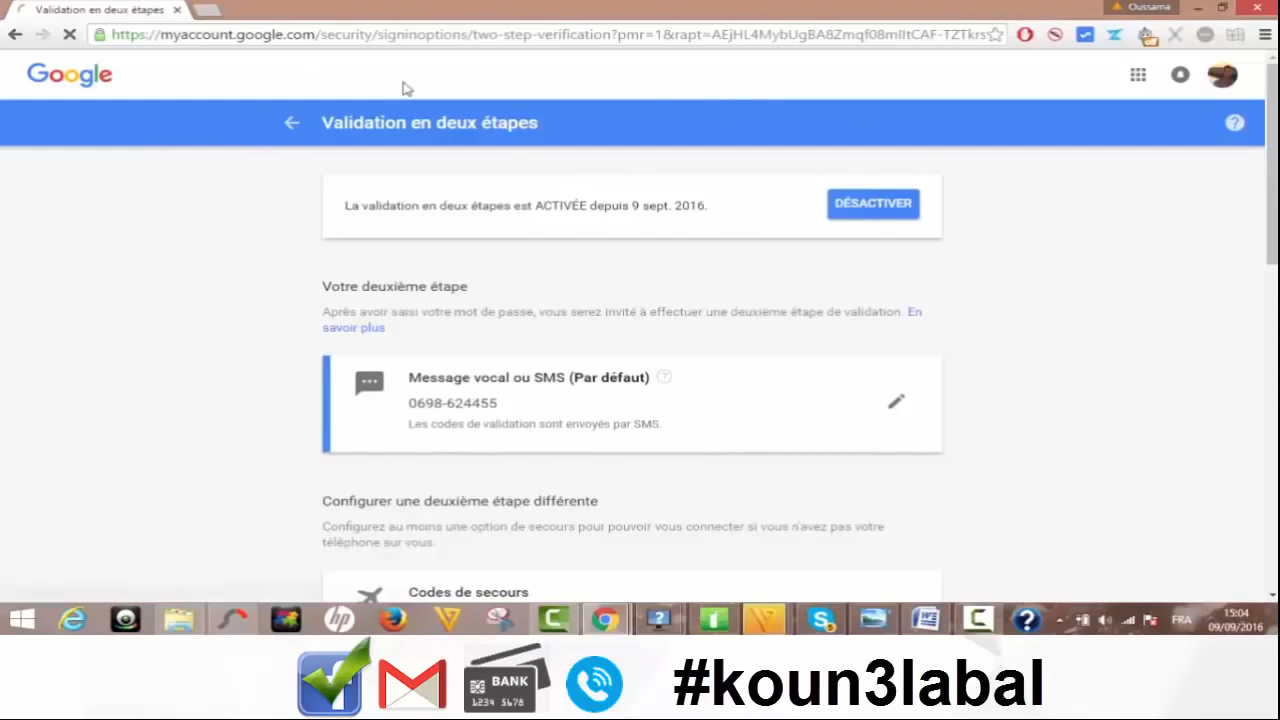 Validation en deux étapes
Oussama
https://myaccount.google.com/security/signinoptions/two-step-verification?pmr=1&rapt=AEjHL4MybUgBA8Zmqf08mIItCAF-TZTkrs
Google
Validation en deux étapes
La validation en deux étapes est ACTIVÉE depuis 9 sept. 2016.
DÉSACTIVER
Votre deuxième étape
Après avoir saisi votre mot de passe, vous serez invité à effectuer une deuxième étape de validation. En
savoir plus
Message vocal ou SMS (Par défaut)
0698-624455
Les codes de validation sont envoyés par SMS.
Configurer une deuxième étape différente
Configurez au moins une option de secours pour pouvoir vous connecter si vous n'avez pas votre
téléphone sur vous.
Codes de secours
hp
FRA
15:04
09/09/2016
BANK
1234 5678
#koun3labal